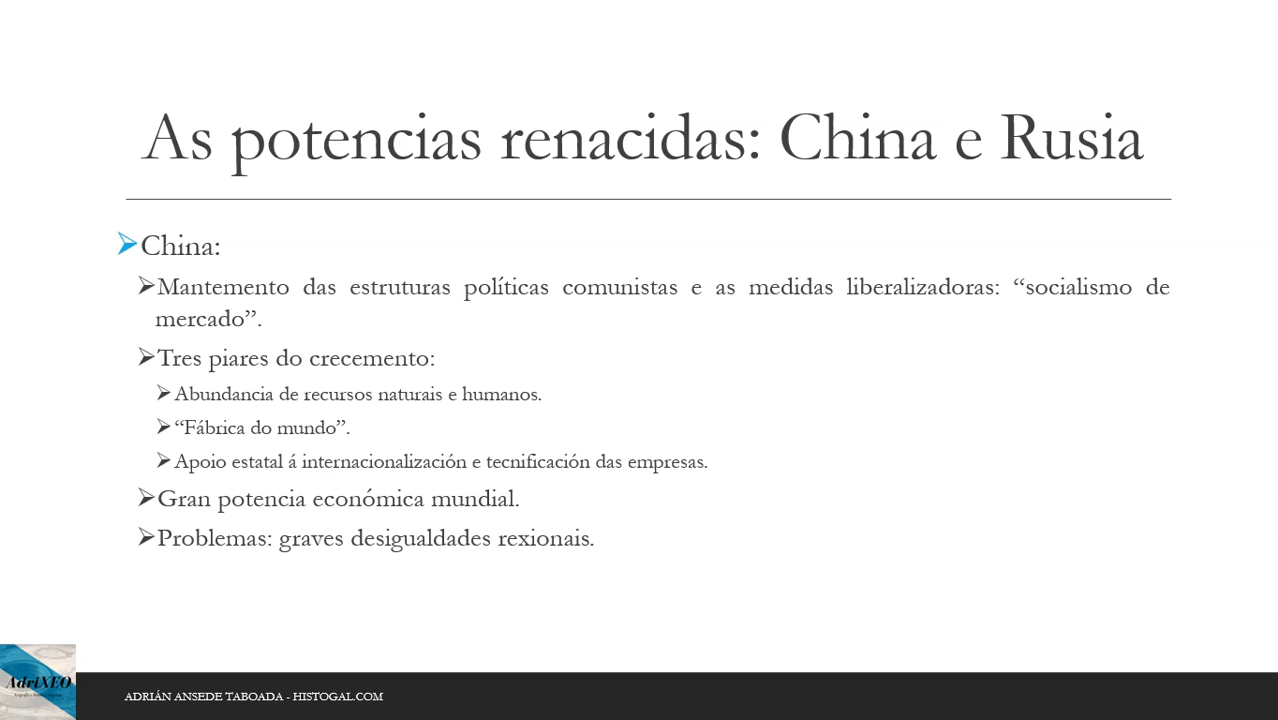 As potencias renacidas: China e Rusia
China:
Mantemento das estruturas políticas comunistas e as medidas liberalizadoras: “socialismo de
mercado”.
Tres piares do crecemento:
Abundancia de recursos naturais e humanos.
“Fábrica do mundo”.
Apoio estatal á internacionalización e tecnificación das empresas.
Gran potencia económica mundial.
Problemas: graves desigualdades rexionais.
AdriXEO
ADRIÁN ANSEDE TABOADA - HISTOGAL.COM